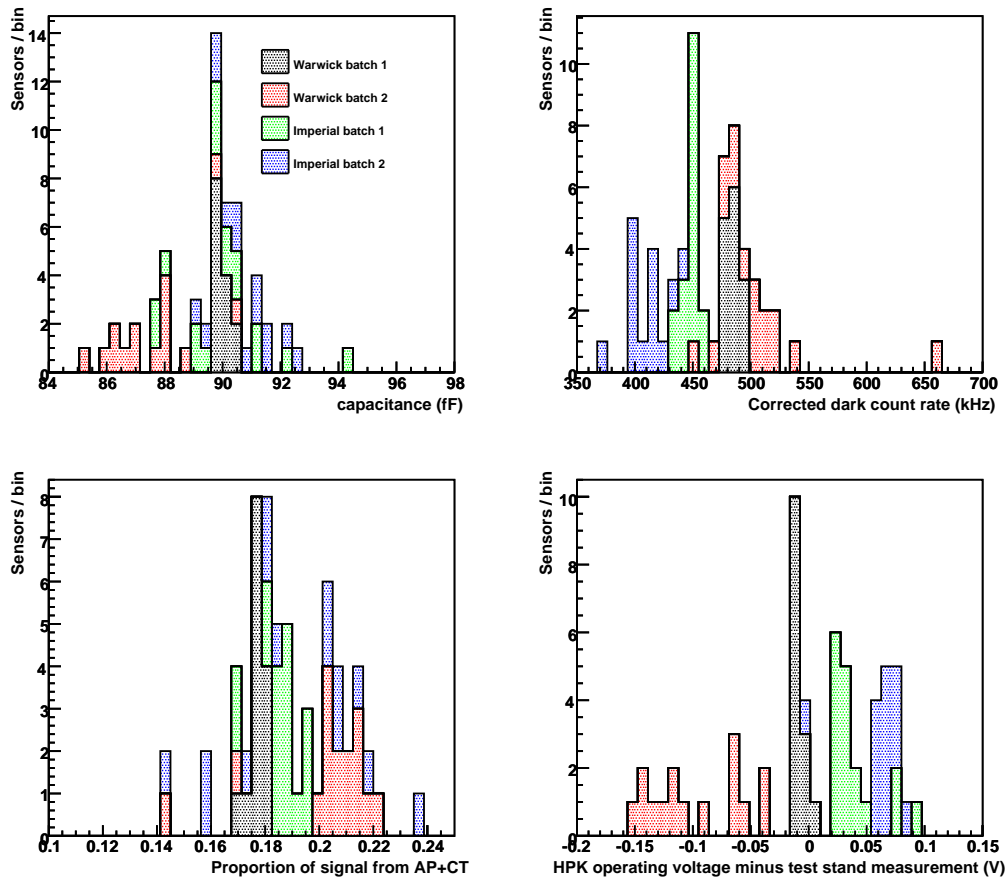 Sensors / bin
14
12
10
8
6
4
2
0
84 86 88 90 92 94 96 98
capacitance (fF)
Warwick batch 1
Warwick batch 2
Imperial batch 1
Imperial batch 2
Sensors / bin
10
8
6
4
2
0
350 400 450 500 550 600 650 700
Corrected dark count rate (kHz)
Sensors / bin
8
7
6
5
4
3
2
1
0
0.1 0.12 0.14 0.16 0.18 0.2 0.22 0.24
Proportion of signal from AP+CT
Sensors / bin
10
8
6
4
2
0
-0.2 -0.15 -0.1 -0.05 0 0.05 0.1 0.15
HPK operating voltage minus test stand measurement (V)